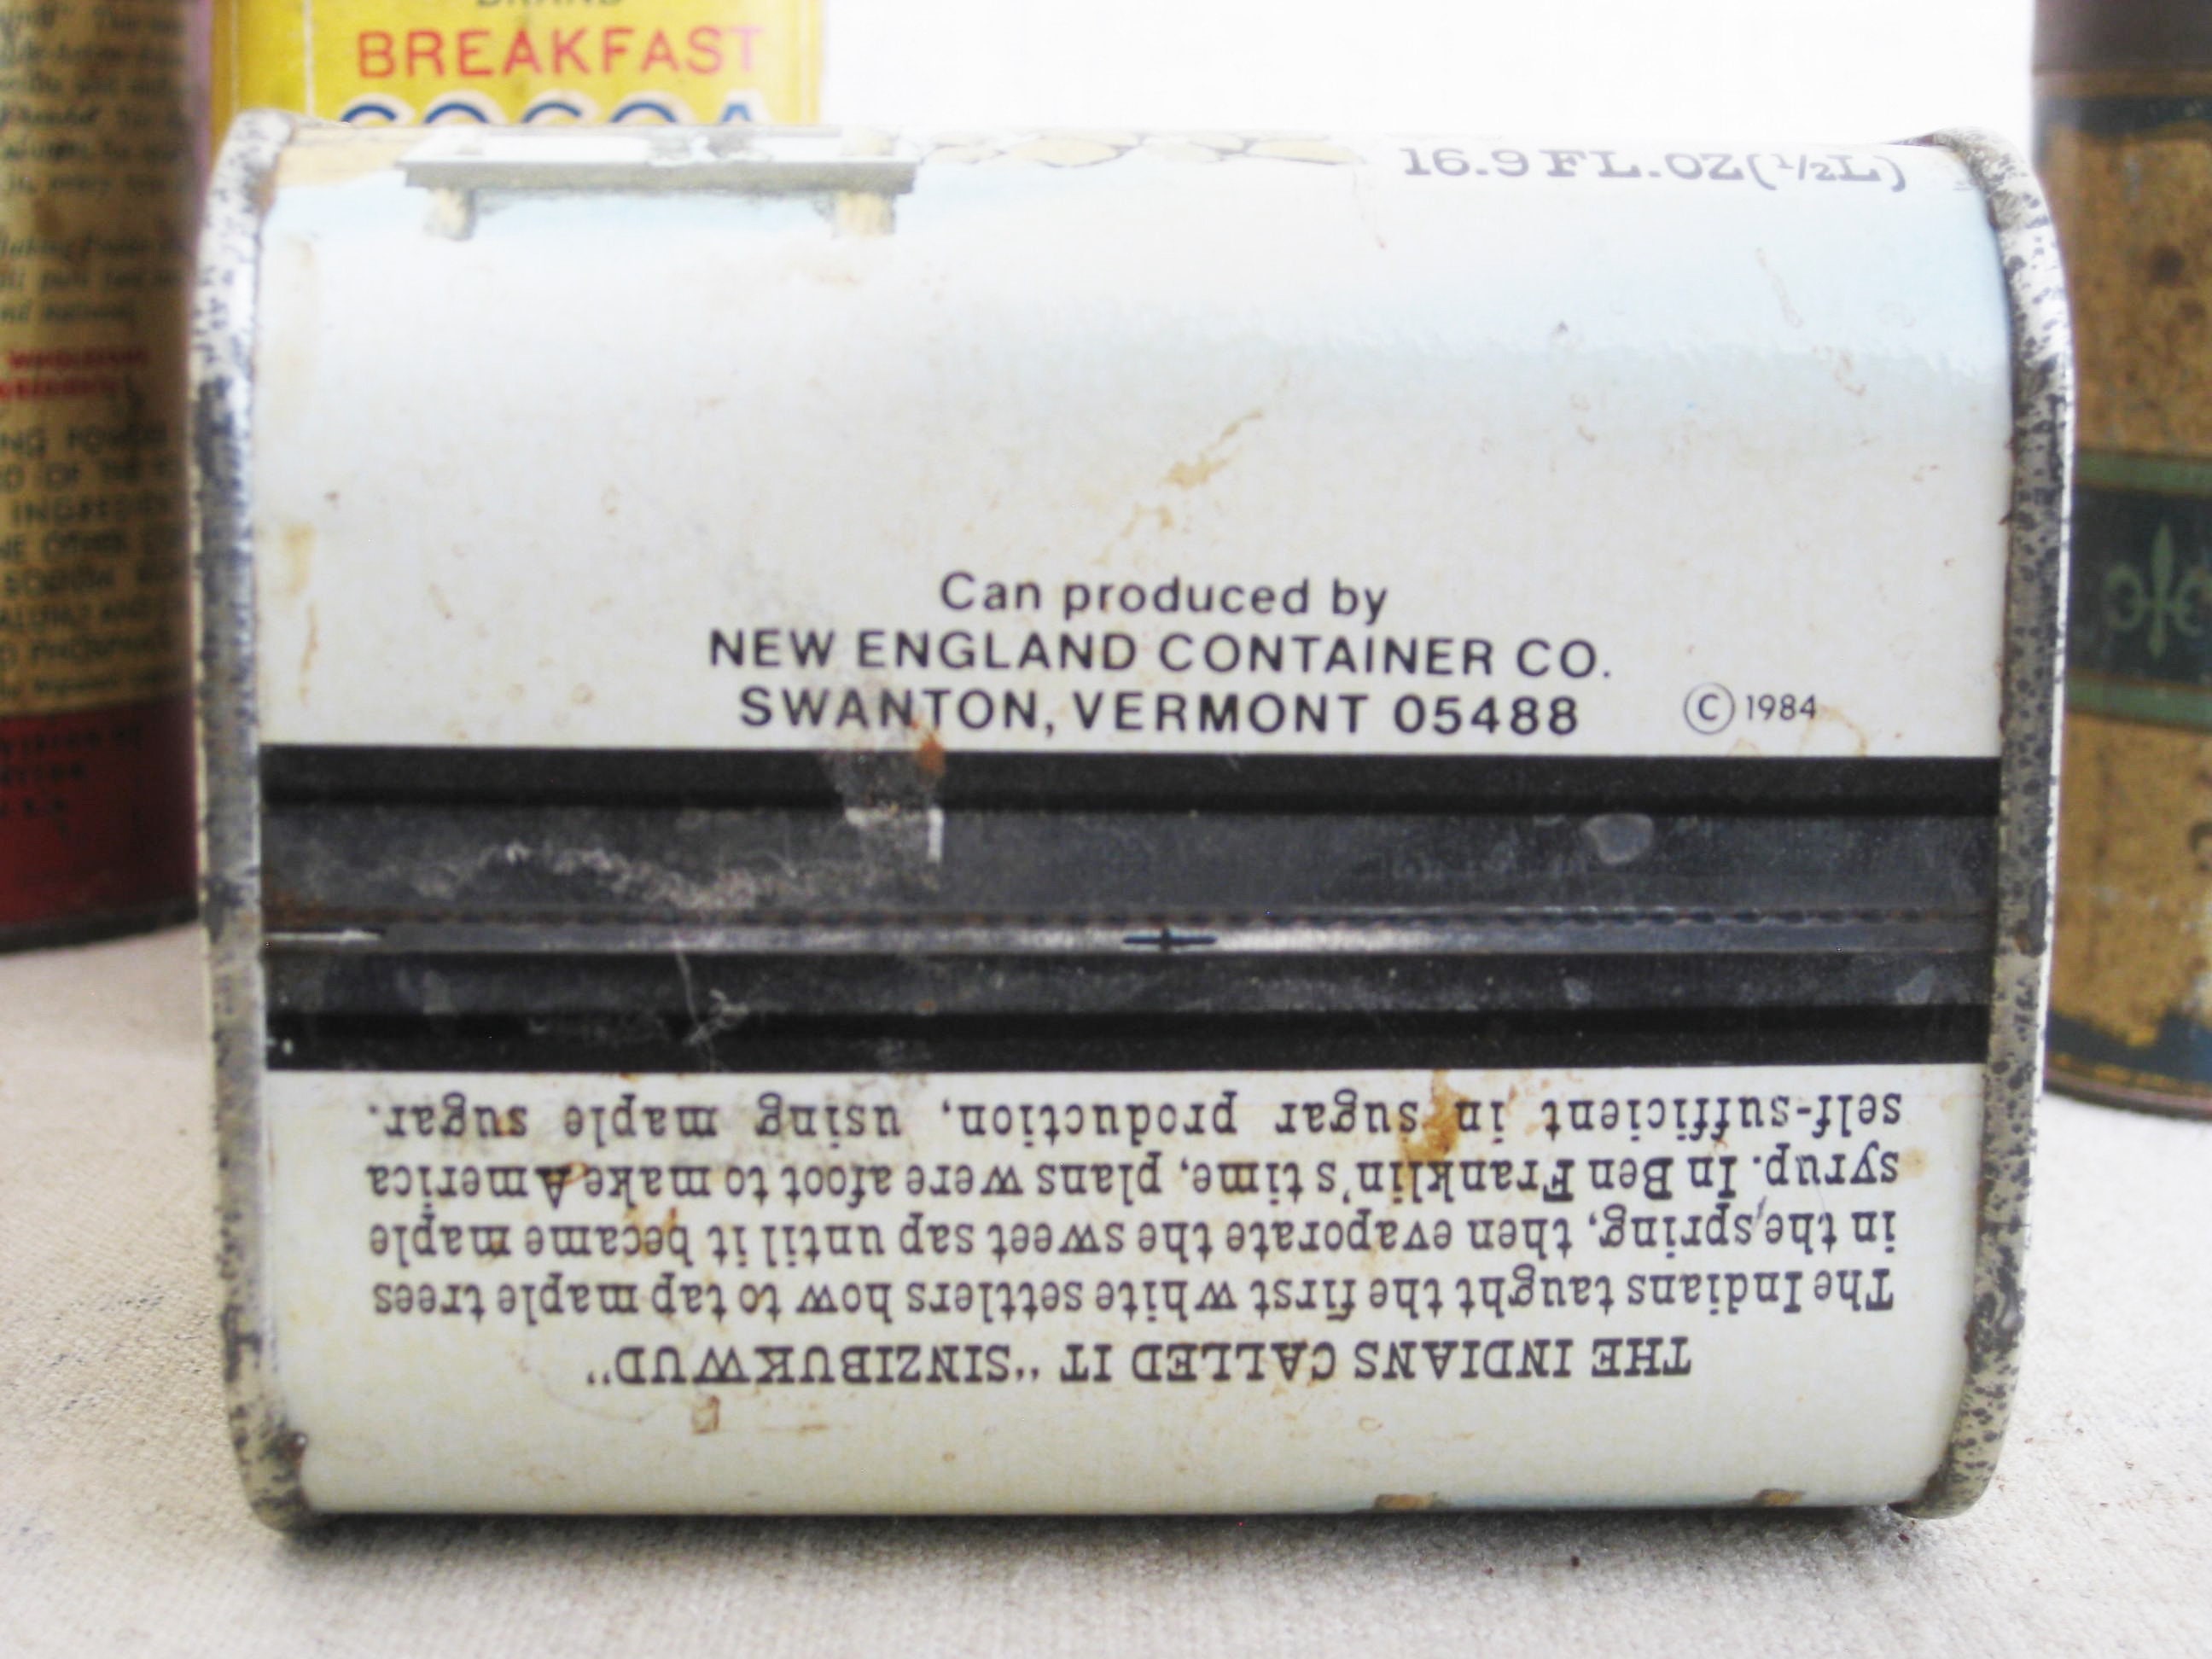 BREAKFAST
COCOA
16.9 FL. OZ (1/2 L)
Can produced by
NEW ENGLAND CONTAINER CO.
SWANTON, VERMONT 05488
© 1984
THE INDIANS CALLED IT "SINZIBUKWUD"
The Indians taught the first white settlers how to tap maple trees
in the spring, then evaporate the sweet sap until it became maple
syrup. In Ben Franklin's time, plans were afoot to make America
self-sufficient in sugar production, using maple sugar.